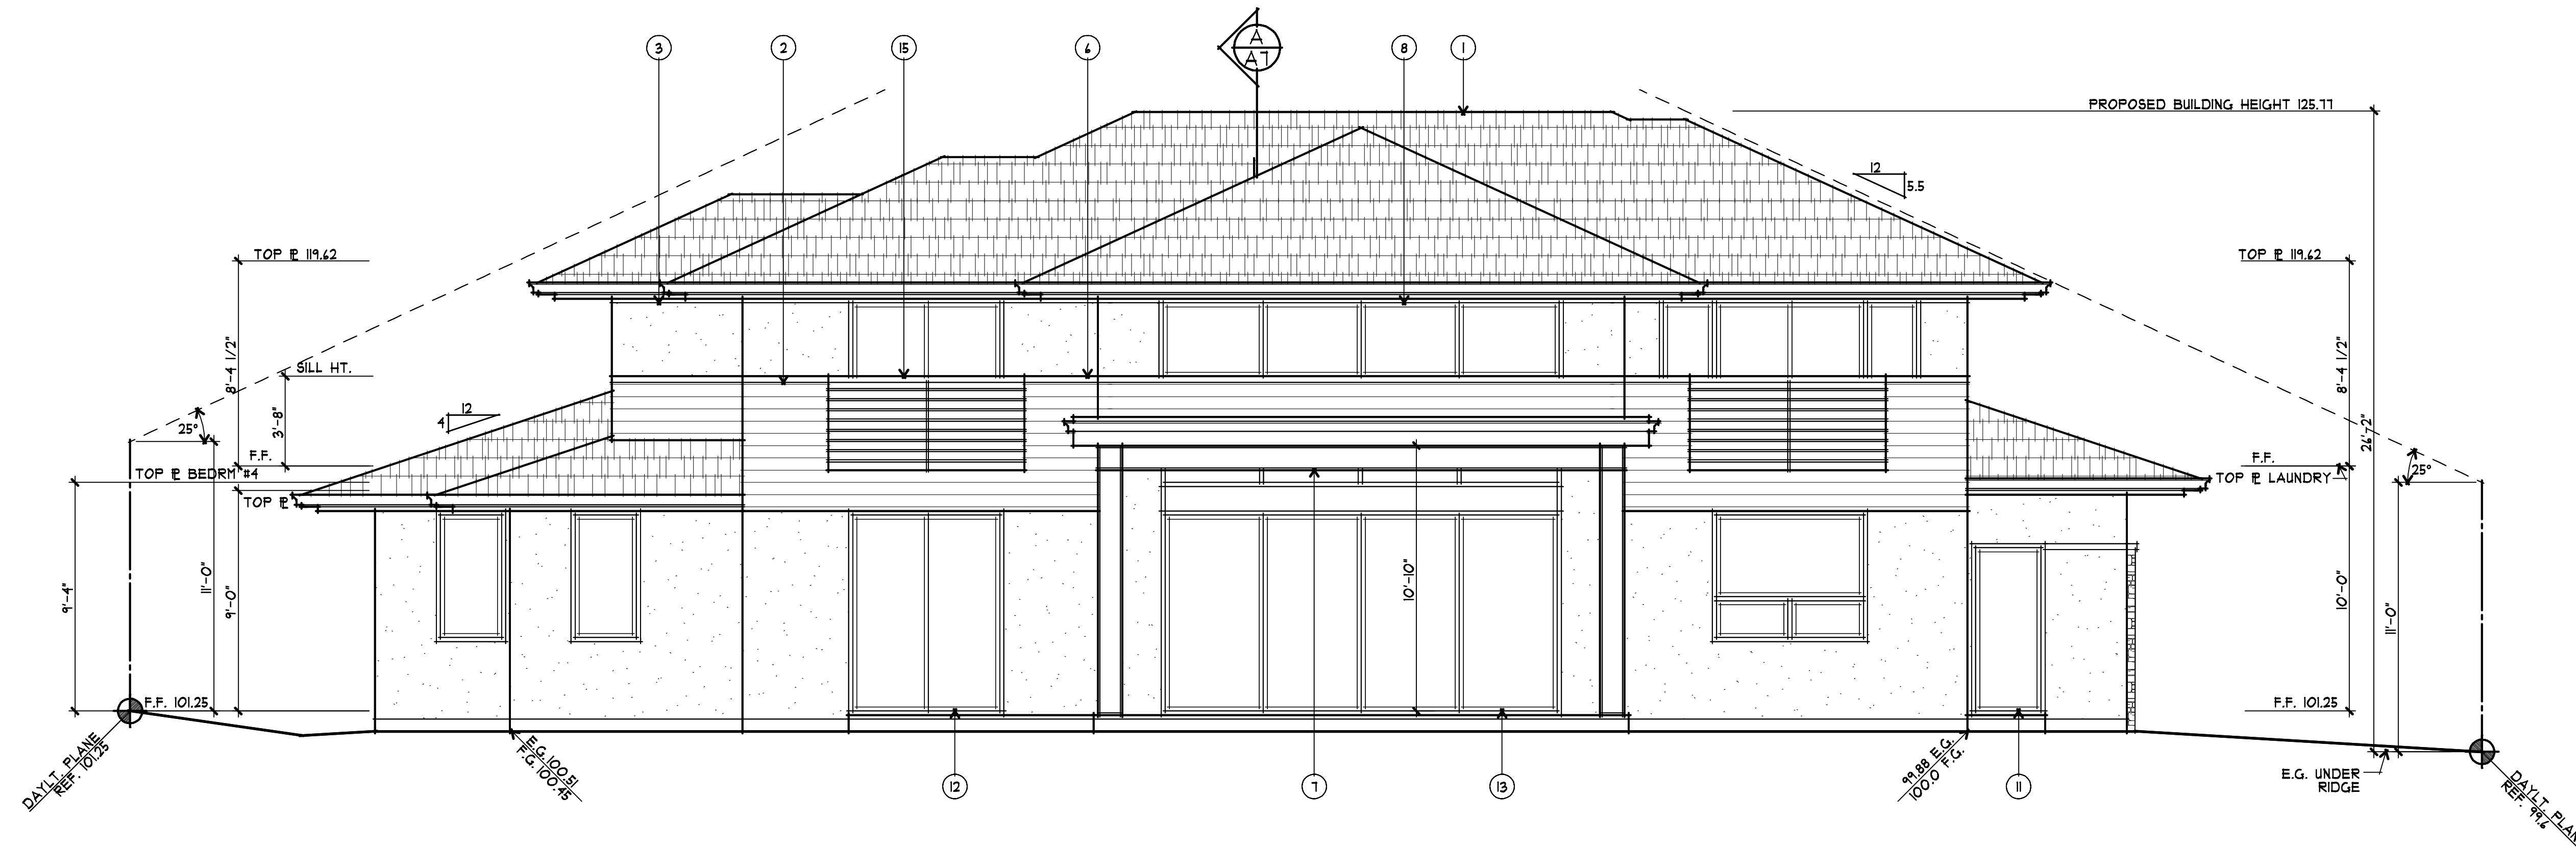 3
2
15
6
A
A7
8
1
PROPOSED BUILDING HEIGHT 125.77
12
5.5
TOP PL 119.62
TOP PL 119.62
8'-4 1/2"
8'-4 1/2"
SILL HT.
12
4
3'-8"
25°
26'-2"
F.F.
F.F.
25°
TOP PL BEDRM #4
TOP PL LAUNDRY
TOP PL
9'-4"
11'-0"
9'-0"
10'-10"
10'-0"
11'-0"
F.F. 101.25
F.F. 101.25
DAYLT. PLANE
REF. 101.25
E.G. 100.51
F.G. 100.45
99.88 E.G.
100.0 F.G.
E.G. UNDER
RIDGE
DAYLT. PLAN
REF. 99.6
12
7
13
11